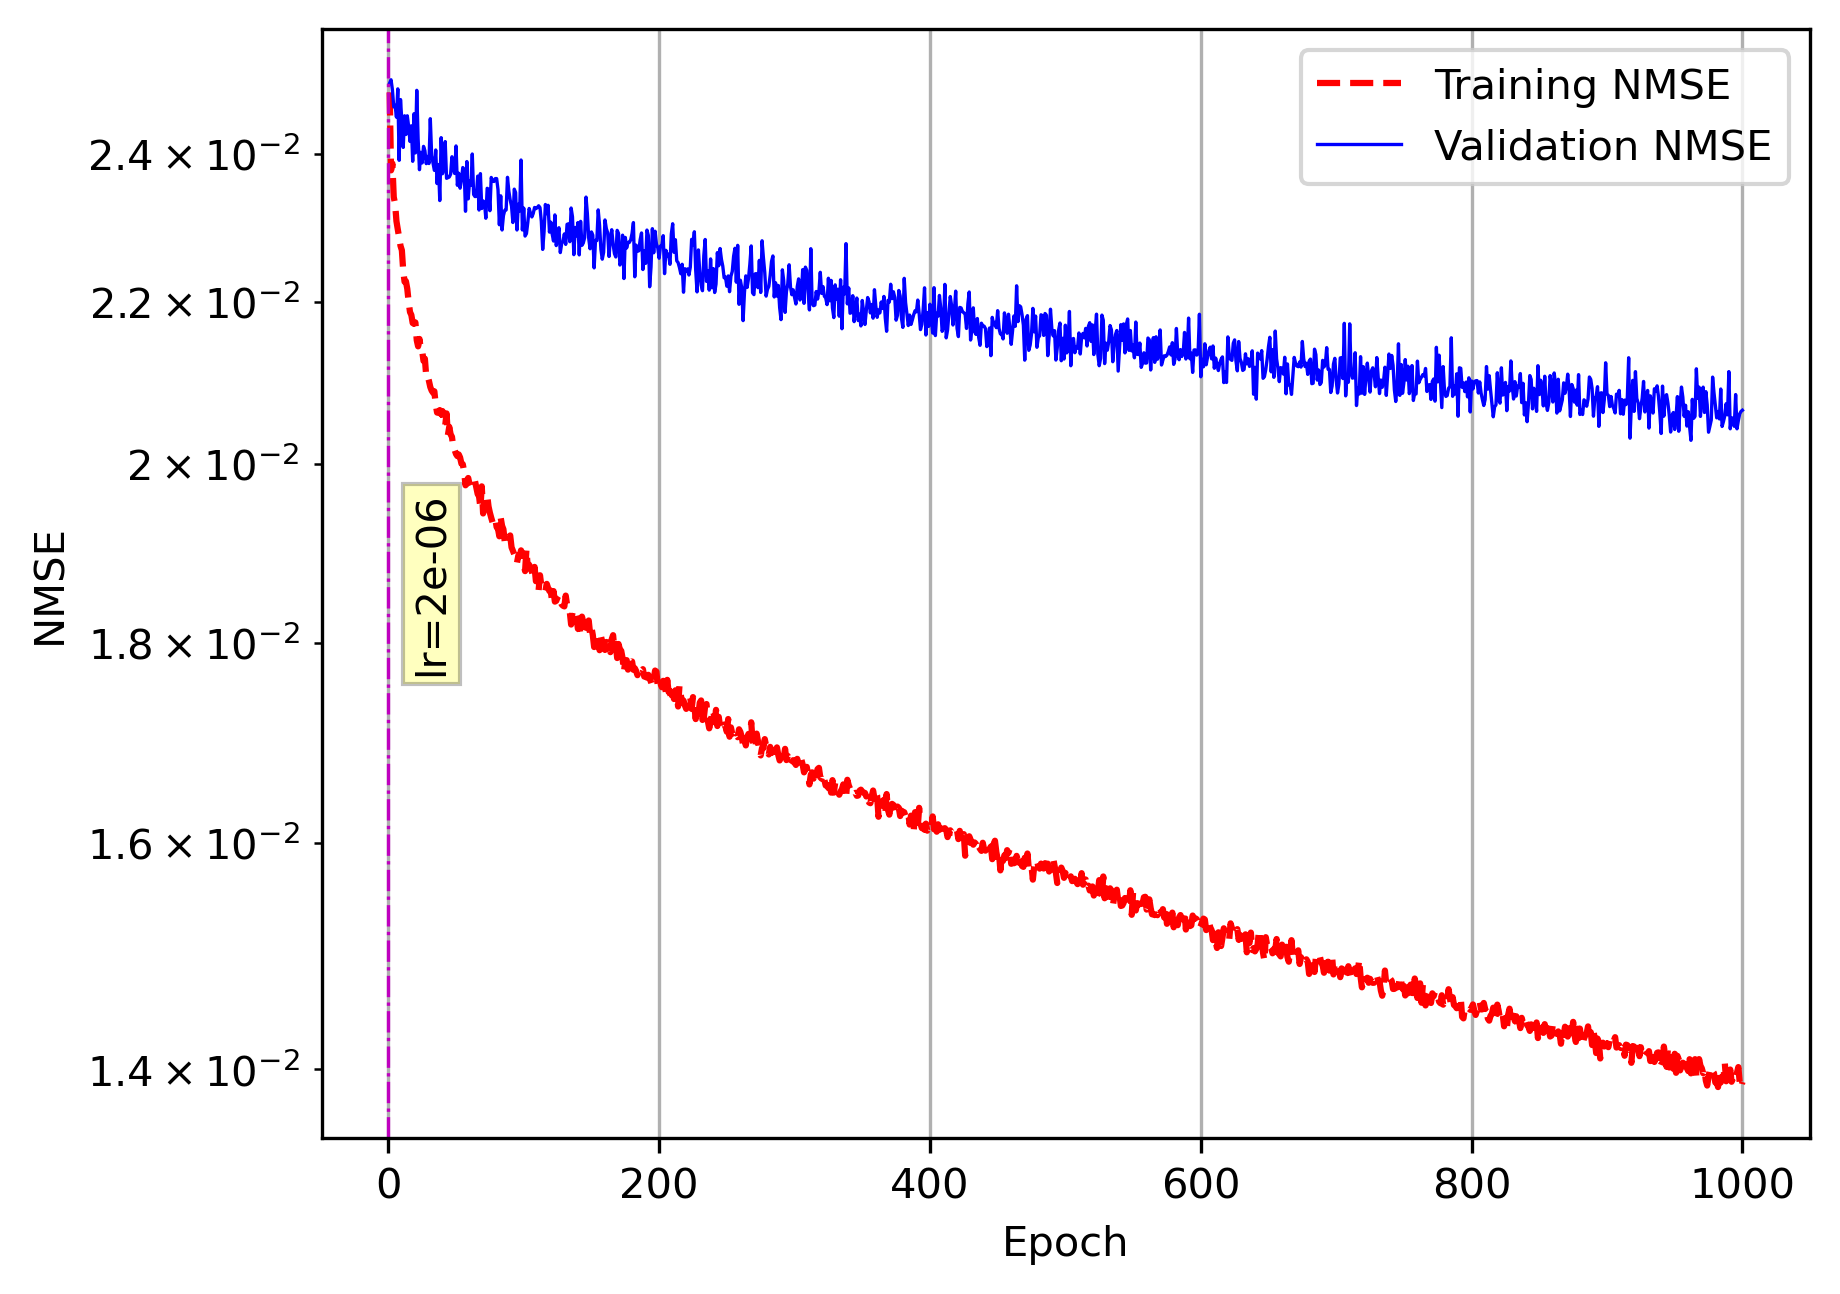 Training NMSE
Validation NMSE
2.4 × 10⁻²
2.2 × 10⁻²
2 × 10⁻²
1.8 × 10⁻²
1.6 × 10⁻²
1.4 × 10⁻²
NMSE
lr=2e-06
0 200 400 600 800 1000
Epoch